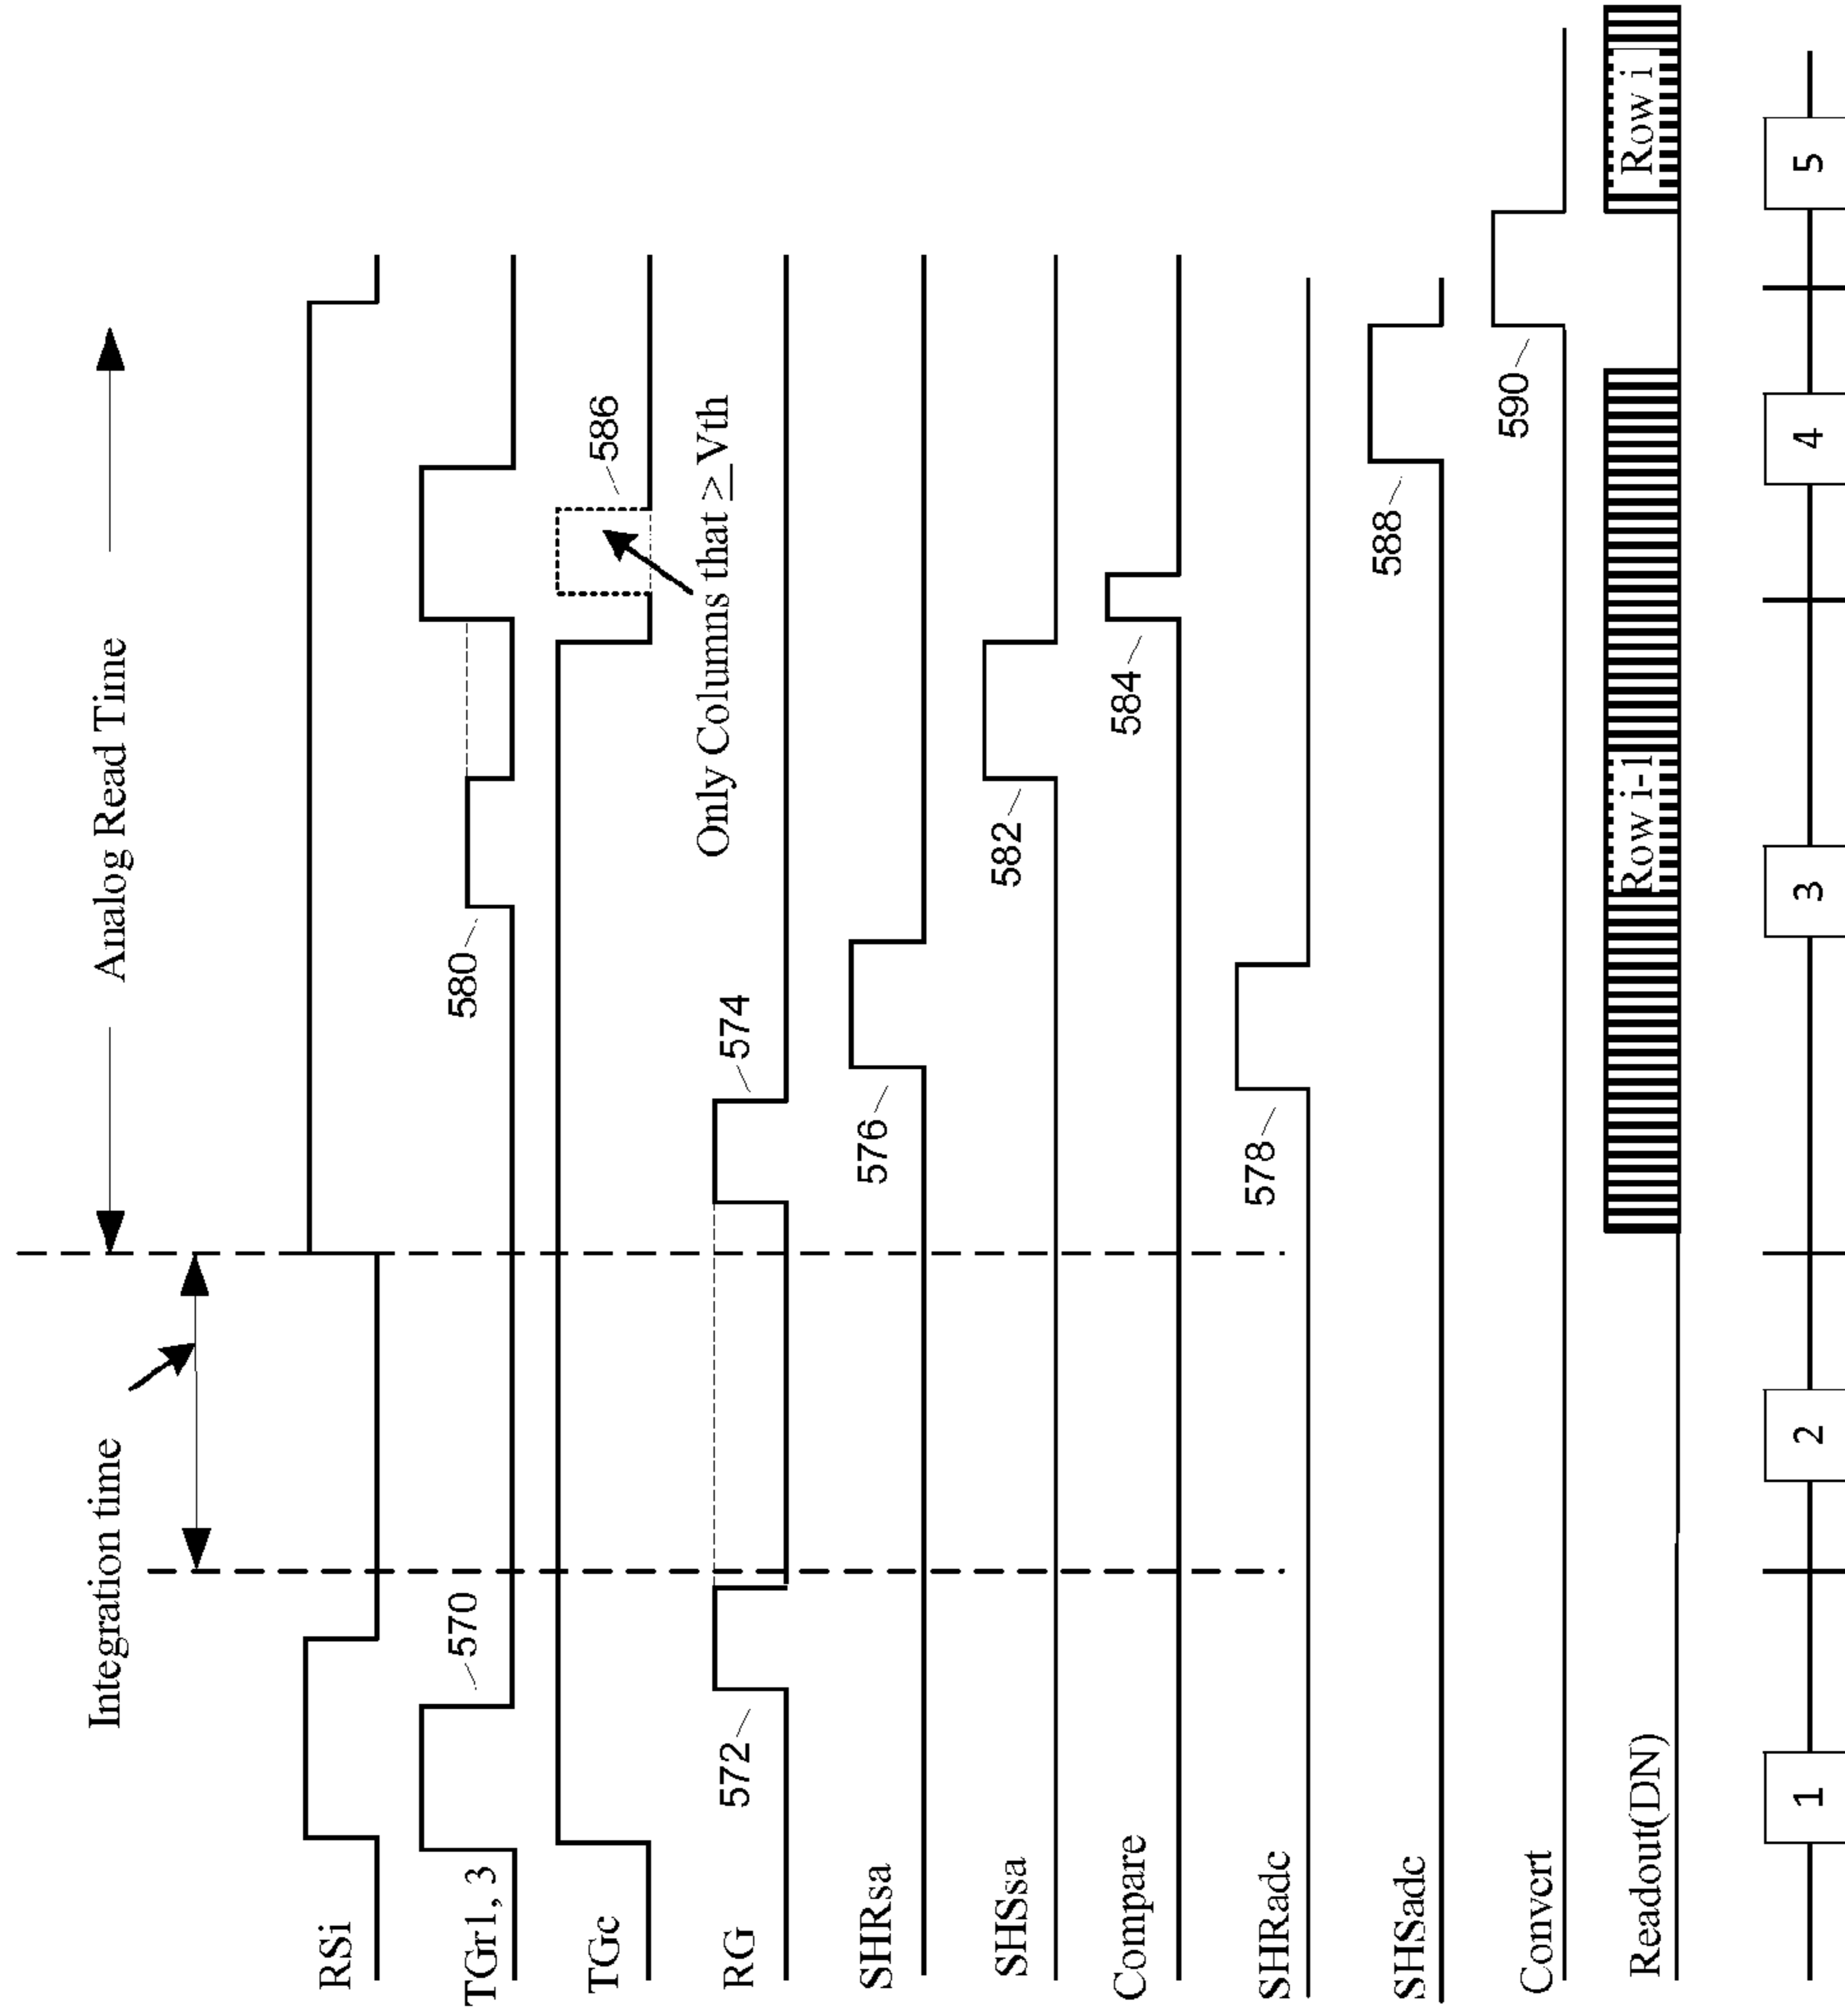 Integration time
Analog Read Time
RSi
TGr1, 3
570
580
TGc
586
Only Columns that ≥Vth
RG
572
574
SHRsa
576
SHSsa
582
Compare
584
SHRadc
578
SHSadc
588
Convert
590
Readout(DN)
Row i-1
Row i
1
2
3
4
5